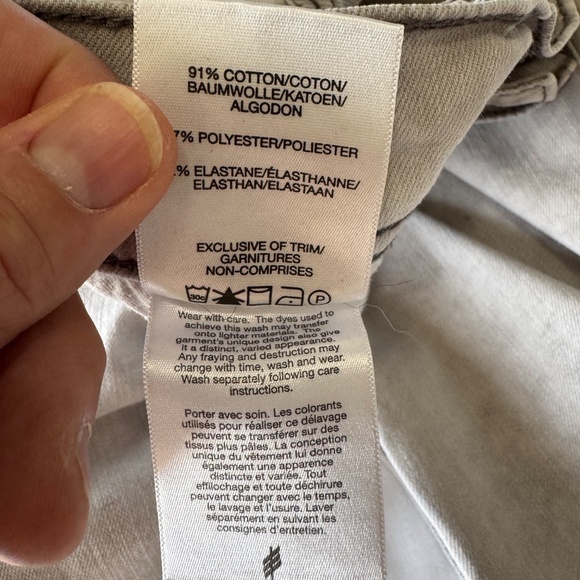 91% COTTON/COTON/
BAUMWOLLE/KATOEN/
ALGODON
7% POLYESTER/POLIESTER
% ELASTANE/ÉLASTHANNE/
ELASTHAN/ELASTAAN
EXCLUSIVE OF TRIM/
GARNITURES
NON-COMPRISES
30c
P
Wear with care. The dyes used to
achieve this wash may transfer
onto lighter materials. The
garment's unique design also give
it a distinct, varied appearance.
Any fraying and destruction may
change with time, wash and wear.
Wash separately following care
instructions.
Porter avec soin. Les colorants
utilisés pour réaliser ce délavage
peuvent se transférer sur des
tissus plus pâles. La conception
unique du vêtement lui donne
également une apparence
distincte et variée. Tout
effilochage et toute déchirure
peuvent changer avec le temps,
le lavage et l'usure. Laver
séparément en suivant les
consignes d'entretien.